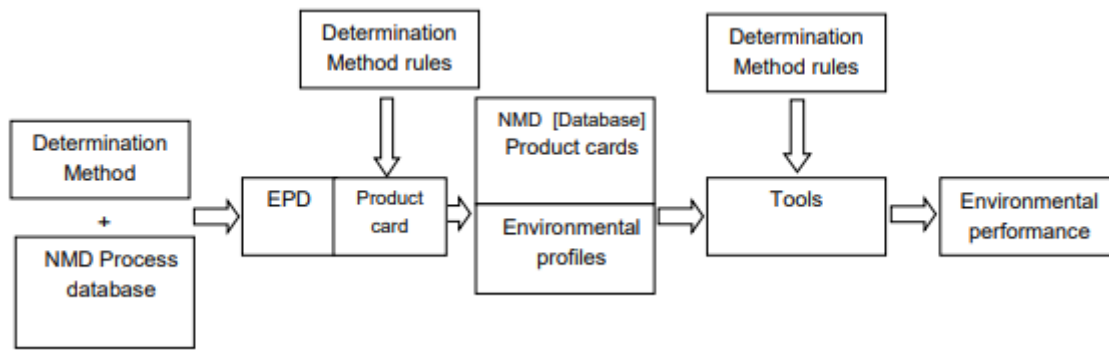 Determination
Method
+
NMD Process
database
Determination
Method rules
EPD
Product
card
NMD [Database]
Product cards
Environmental
profiles
Determination
Method rules
Tools
Environmental
performance